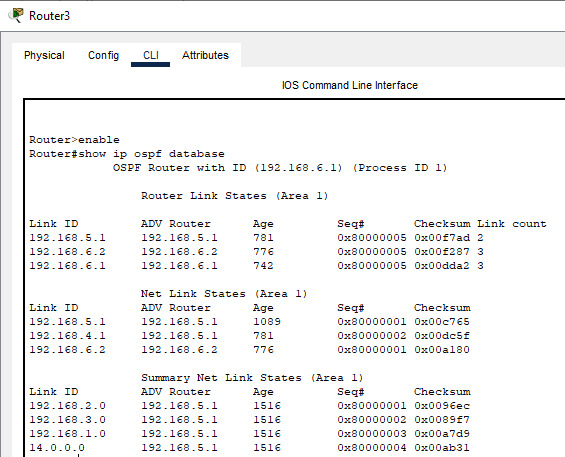 Router3
Physical Config CLI Attributes
IOS Command Line Interface
Router>enable
Router#show ip ospf database
OSPF Router with ID (192.168.6.1) (Process ID 1)
Router Link States (Area 1)
Link ID ADV Router Age Seq# Checksum Link count
192.168.5.1 192.168.5.1 781 0x80000005 0x00f7ad 2
192.168.6.2 192.168.6.2 776 0x80000005 0x00f287 3
192.168.6.1 192.168.6.1 742 0x80000005 0x00dda2 3
Net Link States (Area 1)
Link ID ADV Router Age Seq# Checksum
192.168.5.1 192.168.5.1 1089 0x80000001 0x00c765
192.168.4.1 192.168.5.1 781 0x80000002 0x00dc5f
192.168.6.2 192.168.6.2 776 0x80000001 0x00a180
Summary Net Link States (Area 1)
Link ID ADV Router Age Seq# Checksum
192.168.2.0 192.168.5.1 1516 0x80000001 0x0096ec
192.168.3.0 192.168.5.1 1516 0x80000002 0x0089f7
192.168.1.0 192.168.5.1 1516 0x80000003 0x00a7d9
14.0.0.0 192.168.5.1 1516 0x80000004 0x00ab31